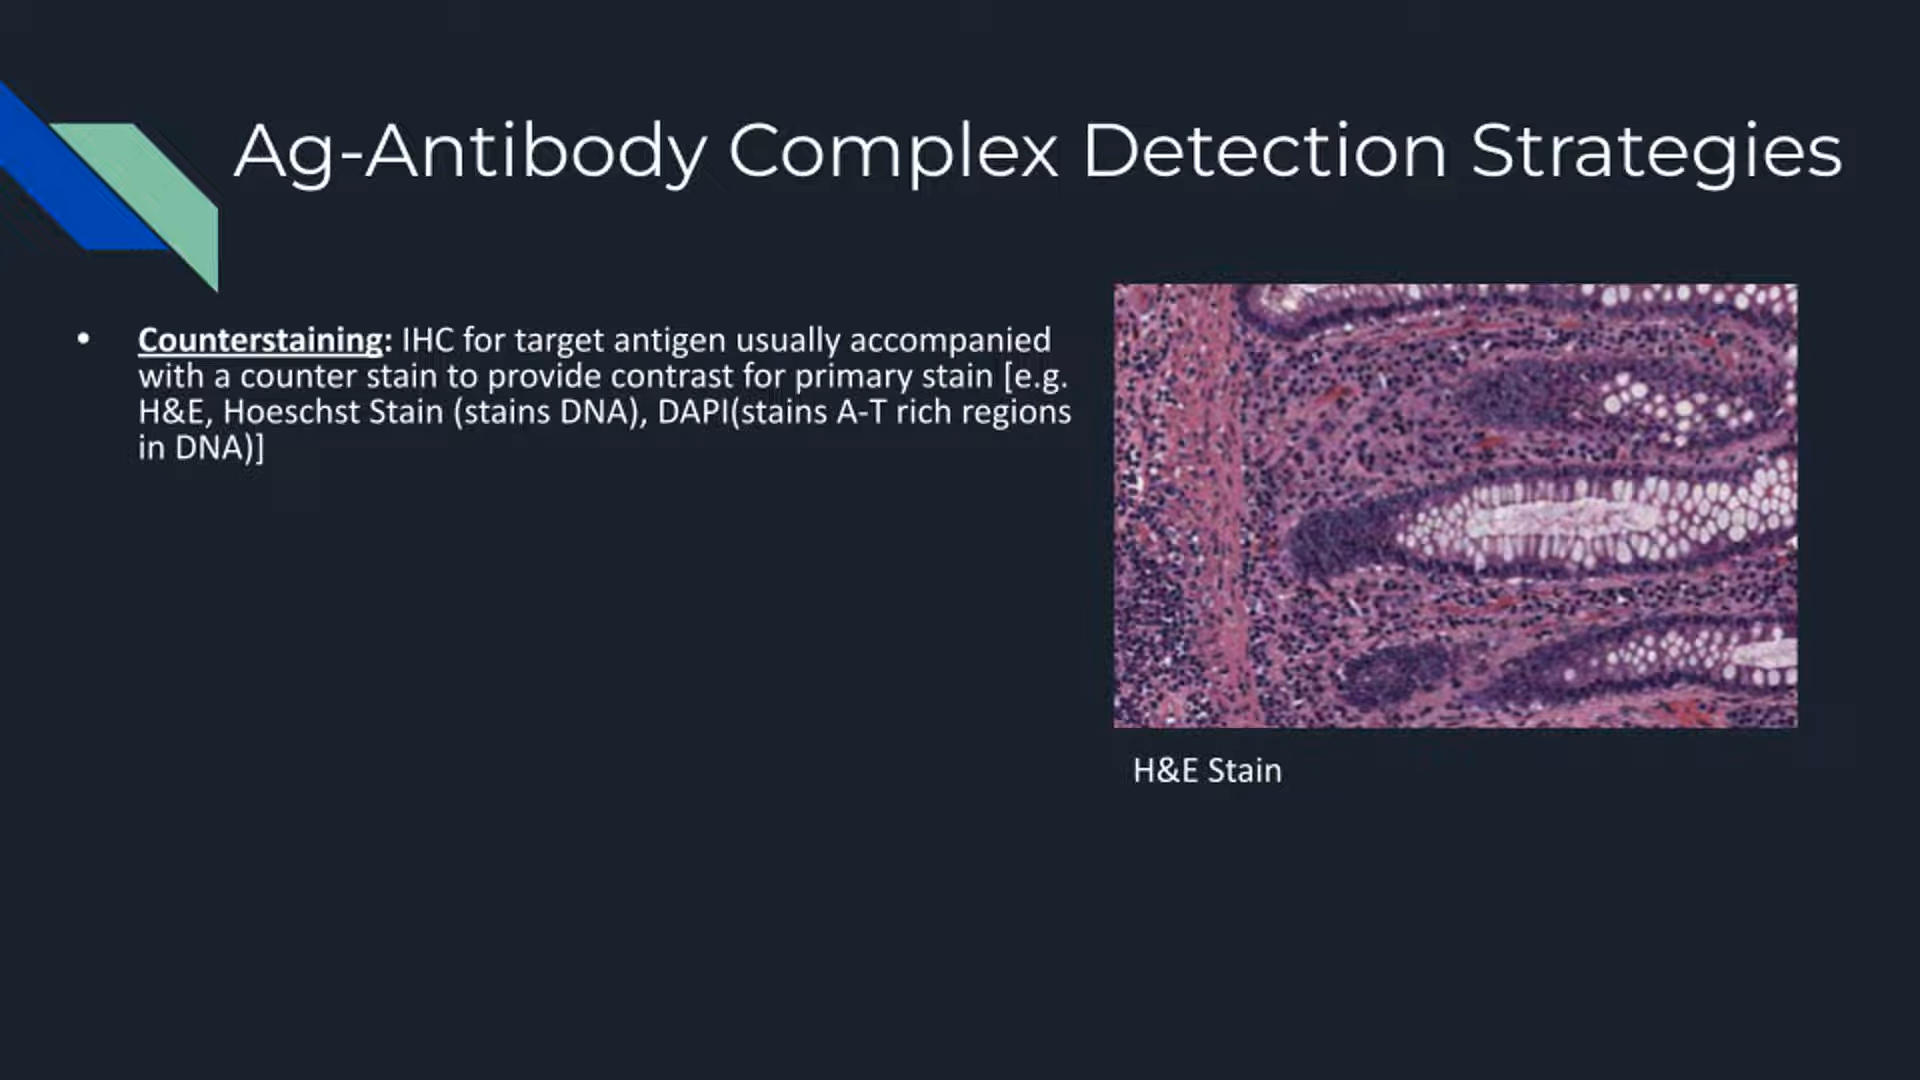 Ag-Antibody Complex Detection Strategies
• Counterstaining: IHC for target antigen usually accompanied
with a counter stain to provide contrast for primary stain [e.g.
H&E, Hoeschst Stain (stains DNA), DAPI(stains A-T rich regions
in DNA)]
H&E Stain